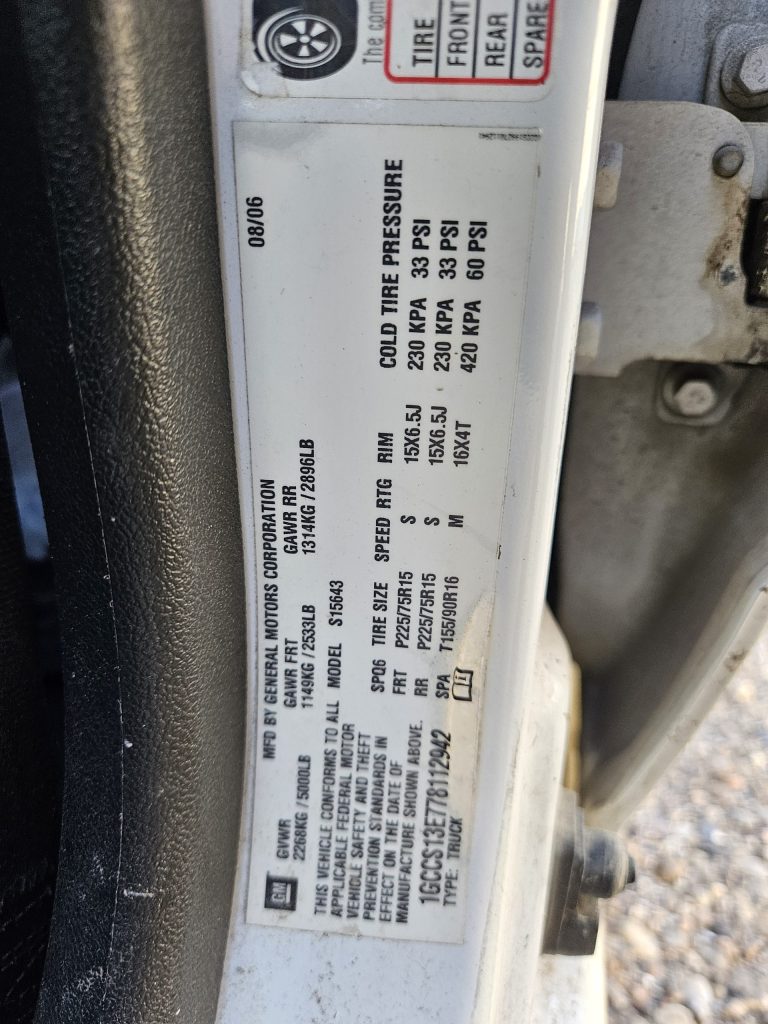 The com
TIRE
FRONT
REAR
SPARE
GM
MFD BY GENERAL MOTORS CORPORATION
08/06
GVWR GAWR FRT GAWR RR
2268KG / 5000LB 1149KG / 2533LB 1314KG / 2896LB
THIS VEHICLE CONFORMS TO ALL MODEL S15643
APPLICABLE FEDERAL MOTOR
VEHICLE SAFETY AND THEFT
PREVENTION STANDARDS IN
EFFECT ON THE DATE OF
MANUFACTURE SHOWN ABOVE.
1GCCS13E778112942
TYPE: TRUCK
SPO6 TIRE SIZE SPEED RTG RIM COLD TIRE PRESSURE
FRT P225/75R15 S 15X6.5J 230 KPA 33 PSI
RR P225/75R15 S 15X6.5J 230 KPA 33 PSI
SPA T155/90R16 M 16X4T 420 KPA 60 PSI